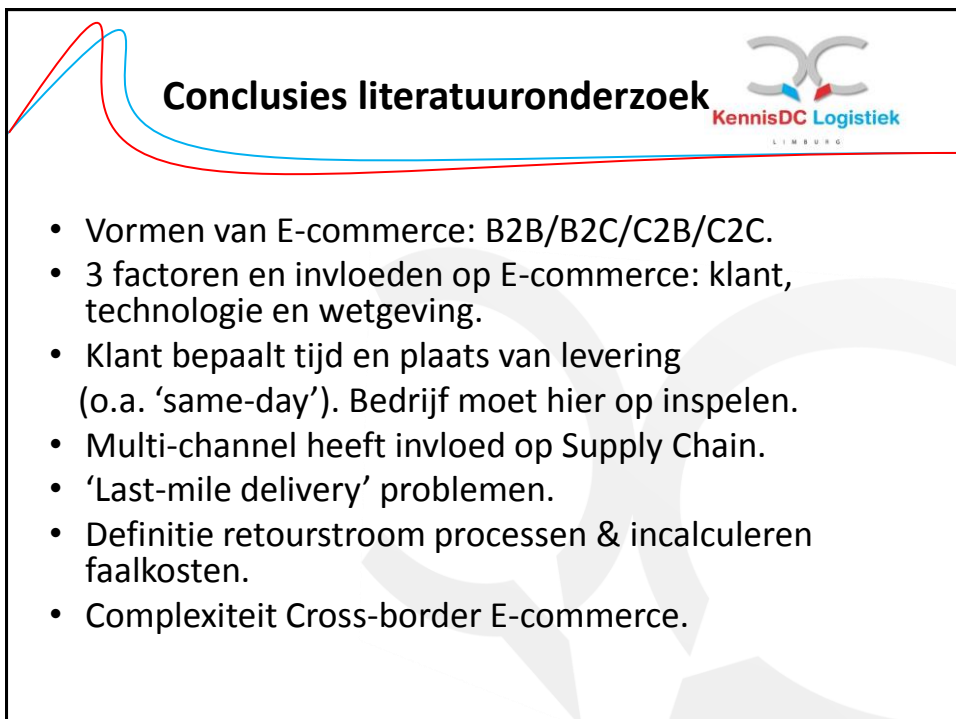 Conclusies literatuuronderzoek
KennisDC Logistiek
LIMBURG
• Vormen van E-commerce: B2B/B2C/C2B/C2C.
• 3 factoren en invloeden op E-commerce: klant,
technologie en wetgeving.
• Klant bepaalt tijd en plaats van levering
(o.a. ‘same-day’). Bedrijf moet hier op inspelen.
• Multi-channel heeft invloed op Supply Chain.
• ‘Last-mile delivery’ problemen.
• Definitie retourstroom processen & incalculeren
faalkosten.
• Complexiteit Cross-border E-commerce.